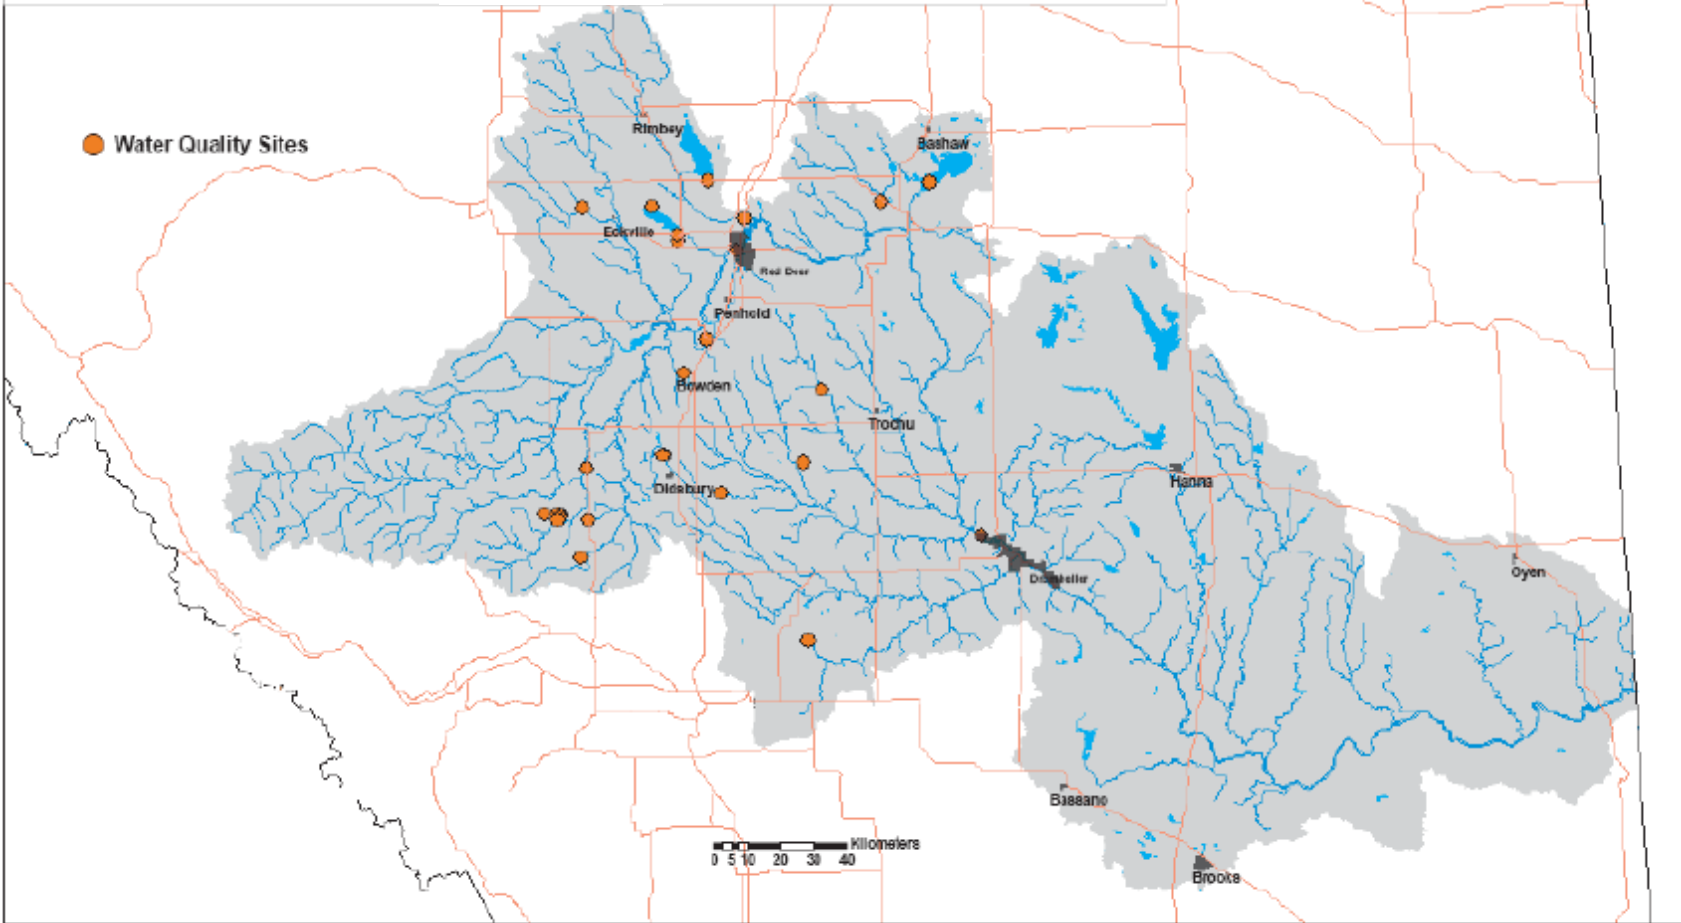 Rimbey
Water Quality Sites
Bashaw
Eckville
Red Deer
Penhold
Bowden
Trochu
Hanna
Didsbury
Oyen
Drumheller
Bassano
Kilometers
0 5 10 20 30 40
Brooks